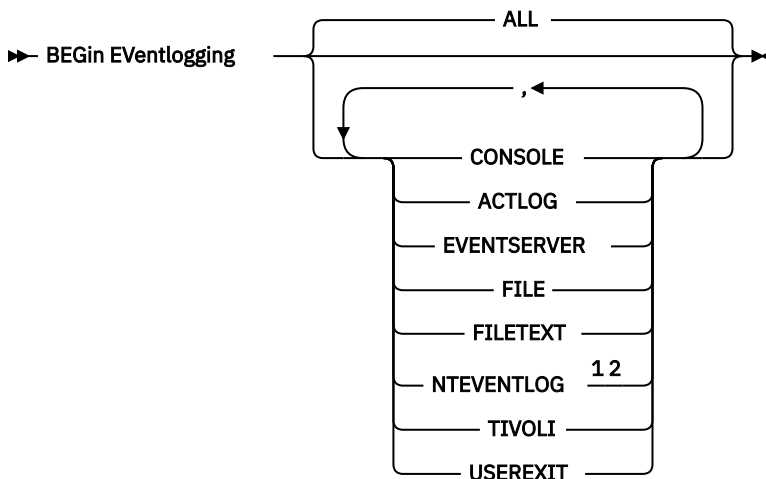 ALL
BEGin EVentlogging
,
CONSOLE
ACTLOG
EVENTSERVER
FILE
FILETEXT
NTEVENTLOG 1 2
TIVOLI
USEREXIT